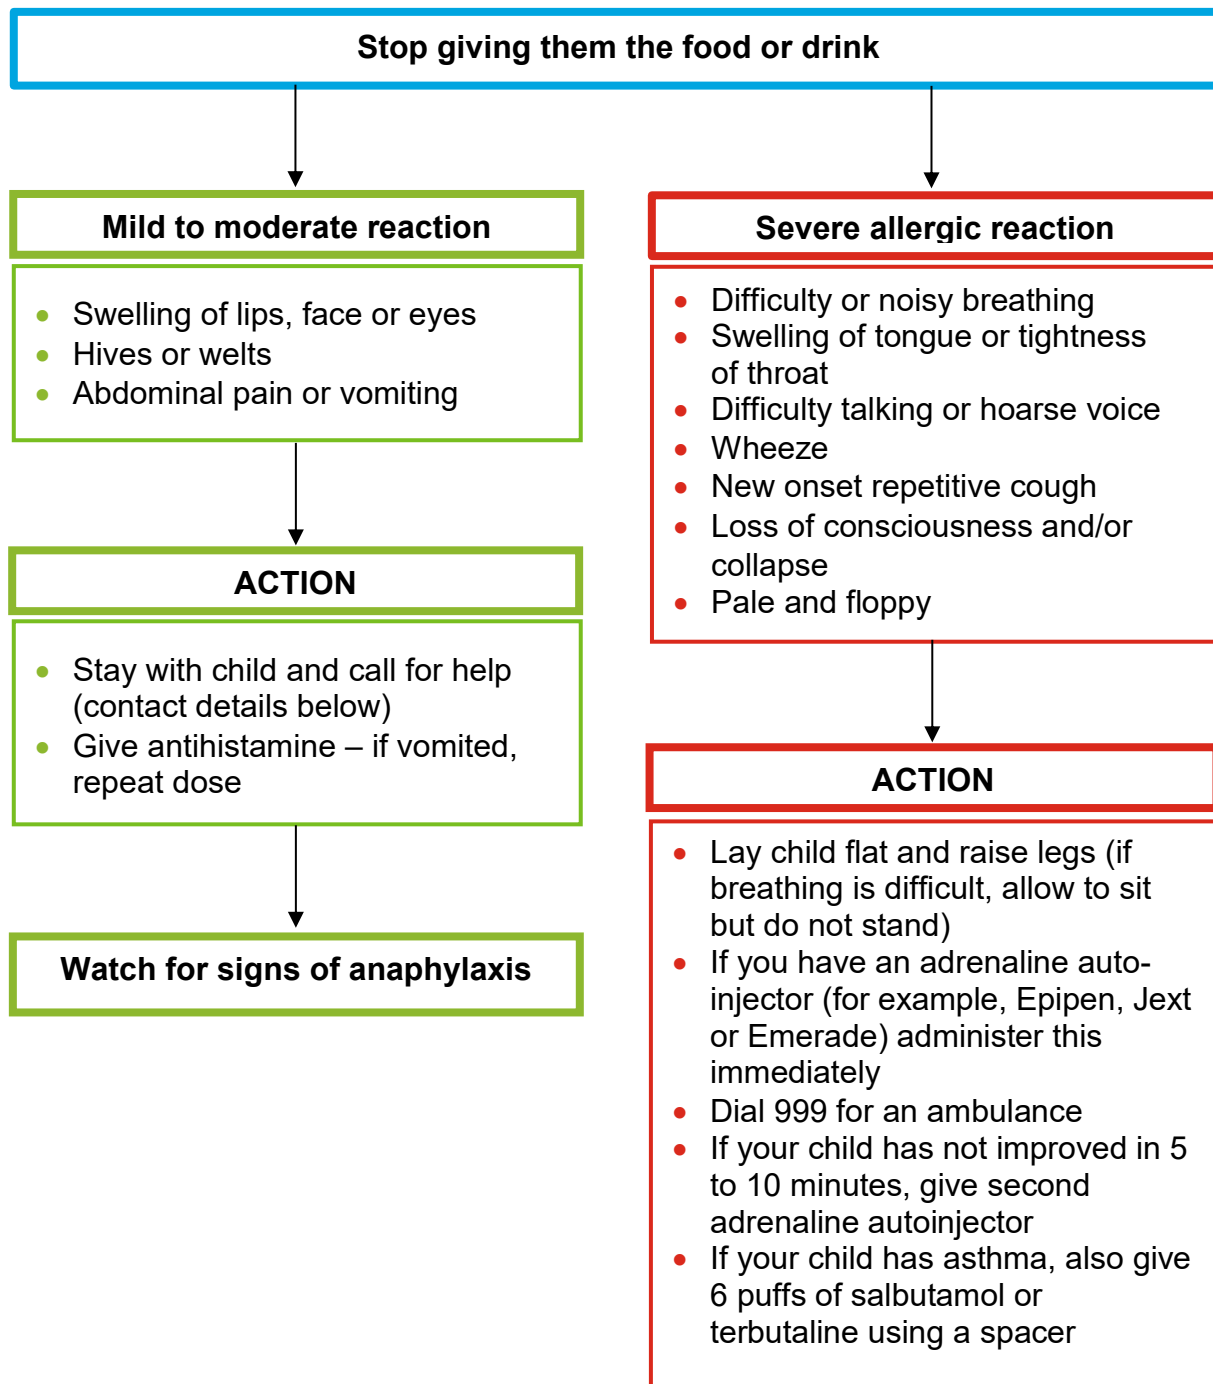 Stop giving them the food or drink
Mild to moderate reaction
• Swelling of lips, face or eyes
• Hives or welts
• Abdominal pain or vomiting
ACTION
• Stay with child and call for help
(contact details below)
• Give antihistamine – if vomited,
repeat dose
Watch for signs of anaphylaxis
Severe allergic reaction
• Difficulty or noisy breathing
• Swelling of tongue or tightness
of throat
• Difficulty talking or hoarse voice
• Wheeze
• New onset repetitive cough
• Loss of consciousness and/or
collapse
• Pale and floppy
ACTION
• Lay child flat and raise legs (if
breathing is difficult, allow to sit
but do not stand)
• If you have an adrenaline auto-
injector (for example, Epipen, Jext
or Emerade) administer this
immediately
• Dial 999 for an ambulance
• If your child has not improved in 5
to 10 minutes, give second
adrenaline autoinjector
• If your child has asthma, also give
6 puffs of salbutamol or
terbutaline using a spacer